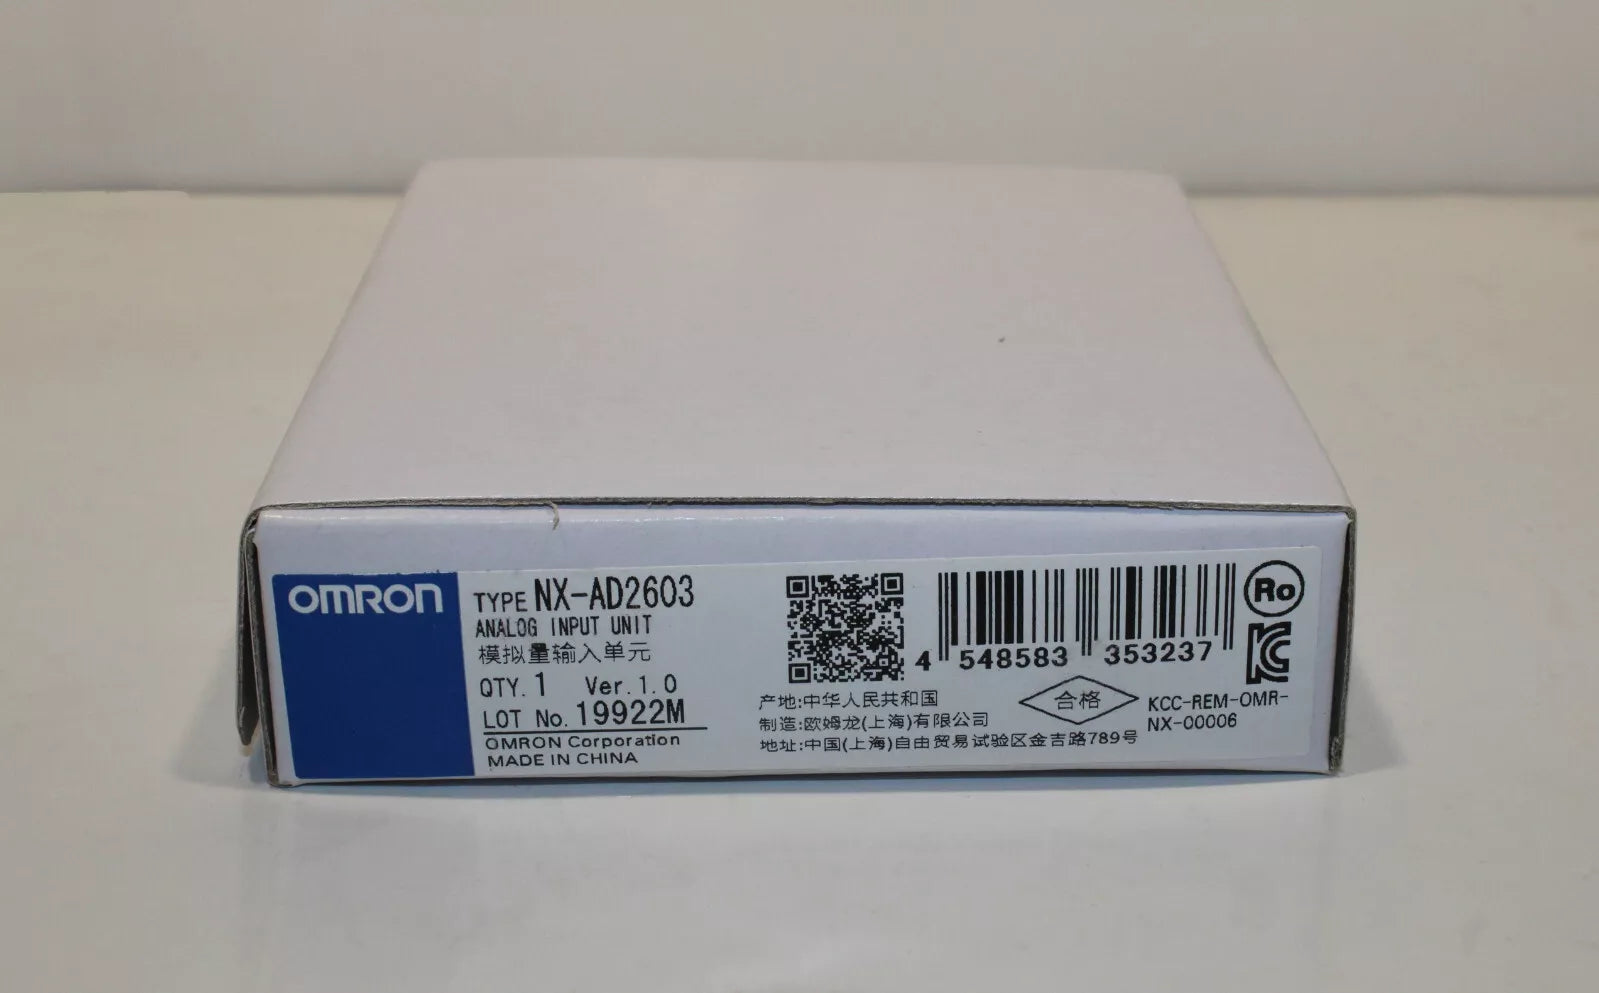 OMRON
TYPE NX-AD2603
ANALOG INPUT UNIT
模拟量输入单元
QTY. 1 Ver.1.0
LOT No. 19922M
OMRON Corporation
MADE IN CHINA
4 548583 353237
Ro
产地:中华人民共和国
制造:欧姆龙(上海)有限公司
地址:中国(上海)自由贸易试验区金吉路789号
合格
KCC-REM-OMR-
NX-00006